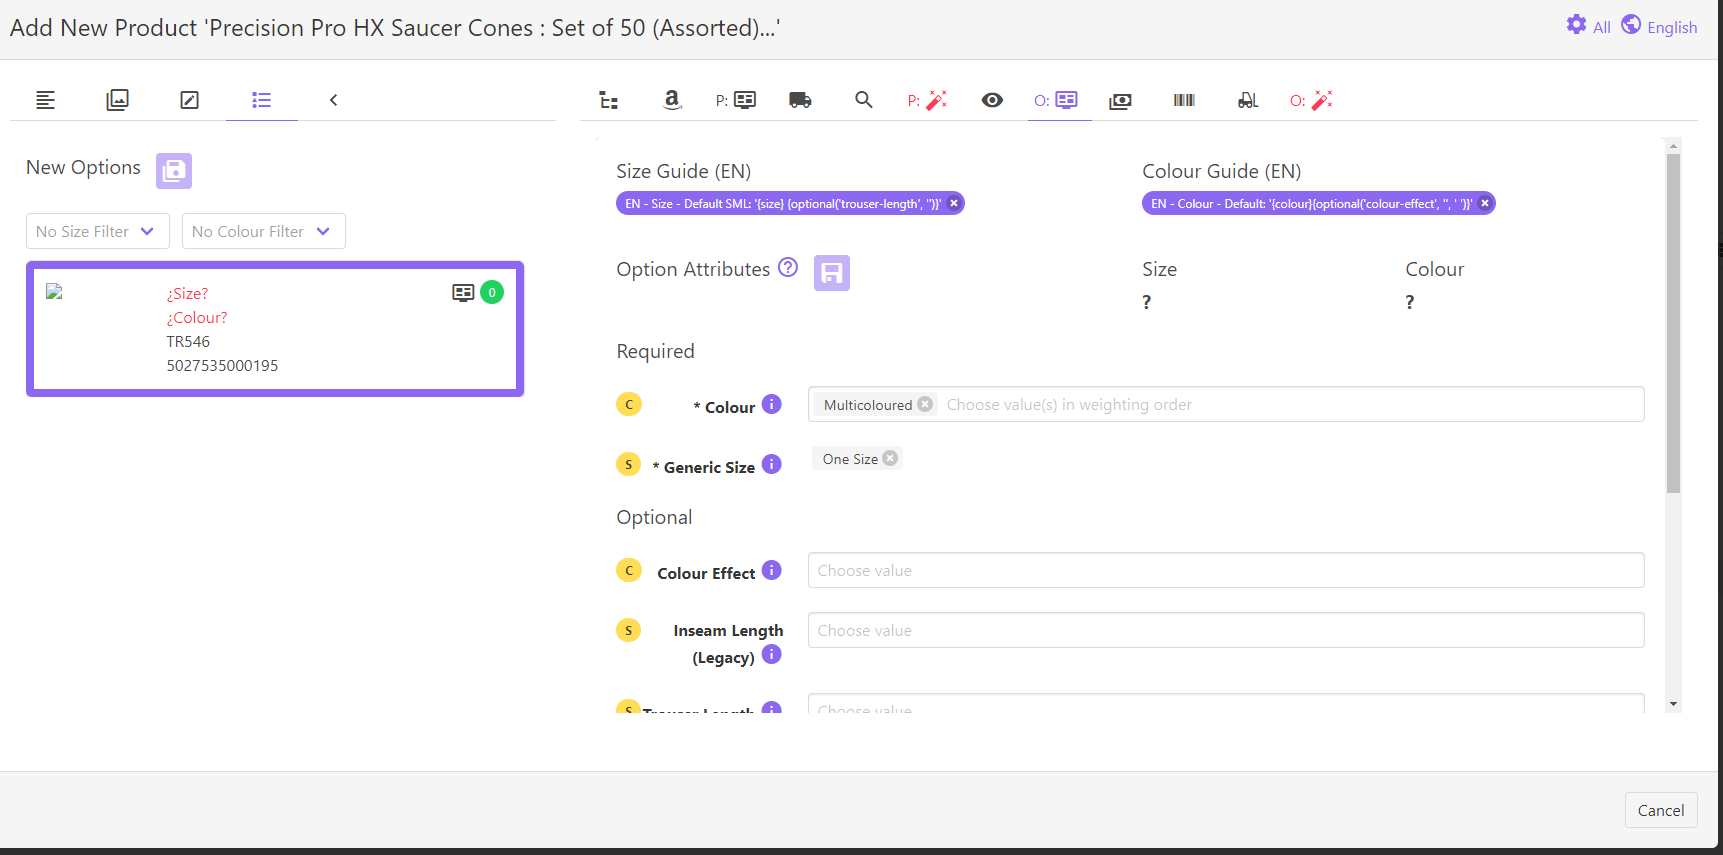 Add New Product 'Precision Pro HX Saucer Cones : Set of 50 (Assorted)...'
All English
a P: P: O: O:
New Options
No Size Filter No Colour Filter
¿Size? 0
¿Colour?
TR546
5027535000195
Size Guide (EN) Colour Guide (EN)
EN - Size - Default SML: '{size} {optional('trouser-length', '')}' EN - Colour - Default: '{colour}{optional('colour-effect', '', ' ')}'
Option Attributes ? Size Colour
? ?
Required
C * Colour i Multicoloured Choose value(s) in weighting order
S * Generic Size i One Size
Optional
C Colour Effect i Choose value
S Inseam Length
(Legacy) i Choose value
S Trouser Length i Choose value
Cancel